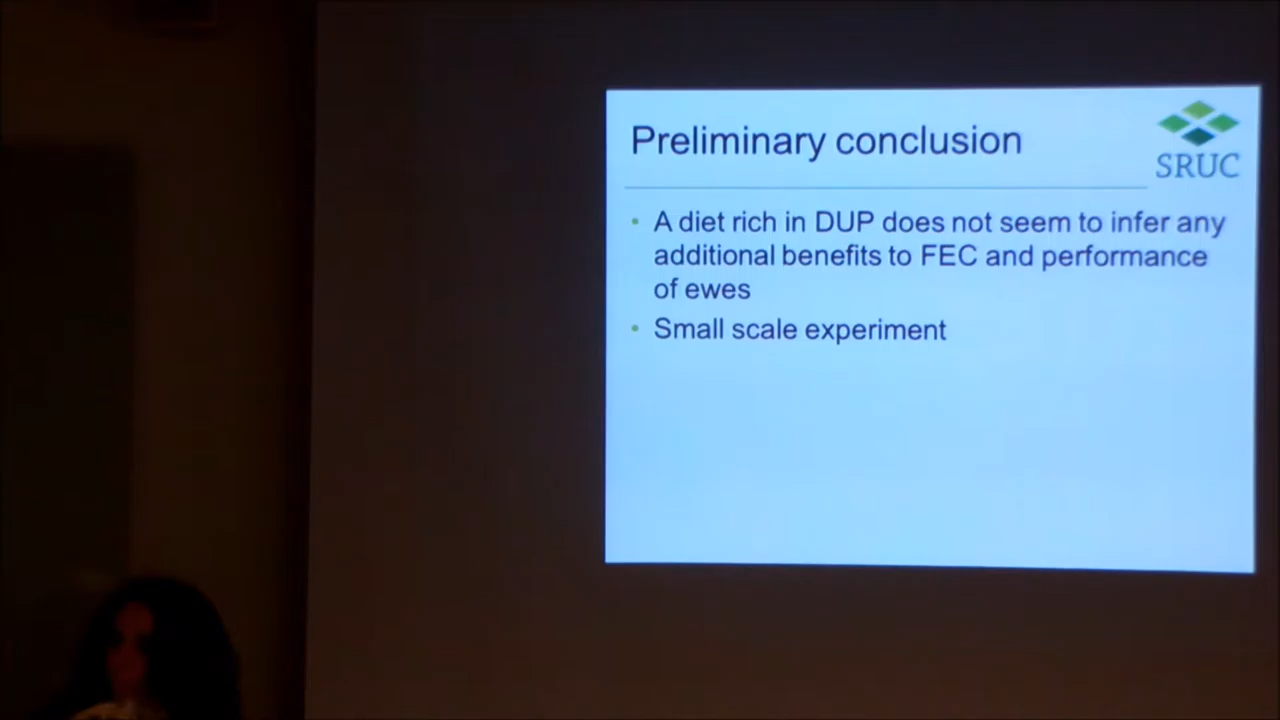 Preliminary conclusion
SRUC
• A diet rich in DUP does not seem to infer any
additional benefits to FEC and performance
of ewes
• Small scale experiment